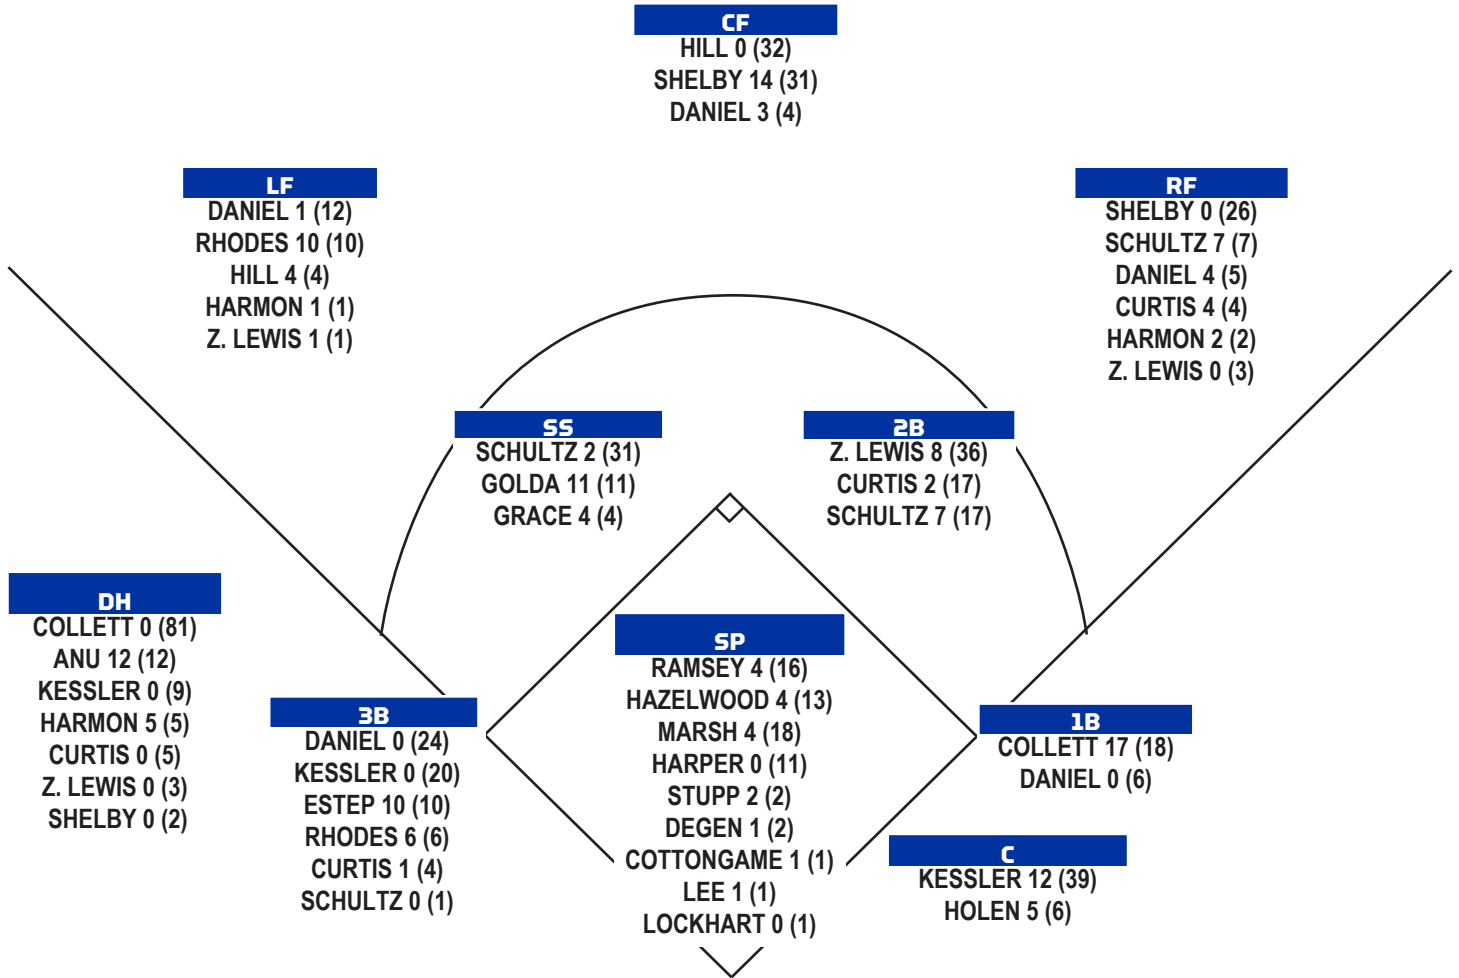 CF
HILL 0 (32)
SHELBY 14 (31)
DANIEL 3 (4)
LF
DANIEL 1 (12)
RHODES 10 (10)
HILL 4 (4)
HARMON 1 (1)
Z. LEWIS 1 (1)
RF
SHELBY 0 (26)
SCHULTZ 7 (7)
DANIEL 4 (5)
CURTIS 4 (4)
HARMON 2 (2)
Z. LEWIS 0 (3)
SS
SCHULTZ 2 (31)
GOLDA 11 (11)
GRACE 4 (4)
2B
Z. LEWIS 8 (36)
CURTIS 2 (17)
SCHULTZ 7 (17)
DH
COLLETT 0 (81)
ANU 12 (12)
KESSLER 0 (9)
HARMON 5 (5)
CURTIS 0 (5)
Z. LEWIS 0 (3)
SHELBY 0 (2)
3B
DANIEL 0 (24)
KESSLER 0 (20)
ESTEP 10 (10)
RHODES 6 (6)
CURTIS 1 (4)
SCHULTZ 0 (1)
SP
RAMSEY 4 (16)
HAZELWOOD 4 (13)
MARSH 4 (18)
HARPER 0 (11)
STUPP 2 (2)
DEGEN 1 (2)
COTTONGAME 1 (1)
LEE 1 (1)
LOCKHART 0 (1)
1B
COLLETT 17 (18)
DANIEL 0 (6)
C
KESSLER 12 (39)
HOLEN 5 (6)